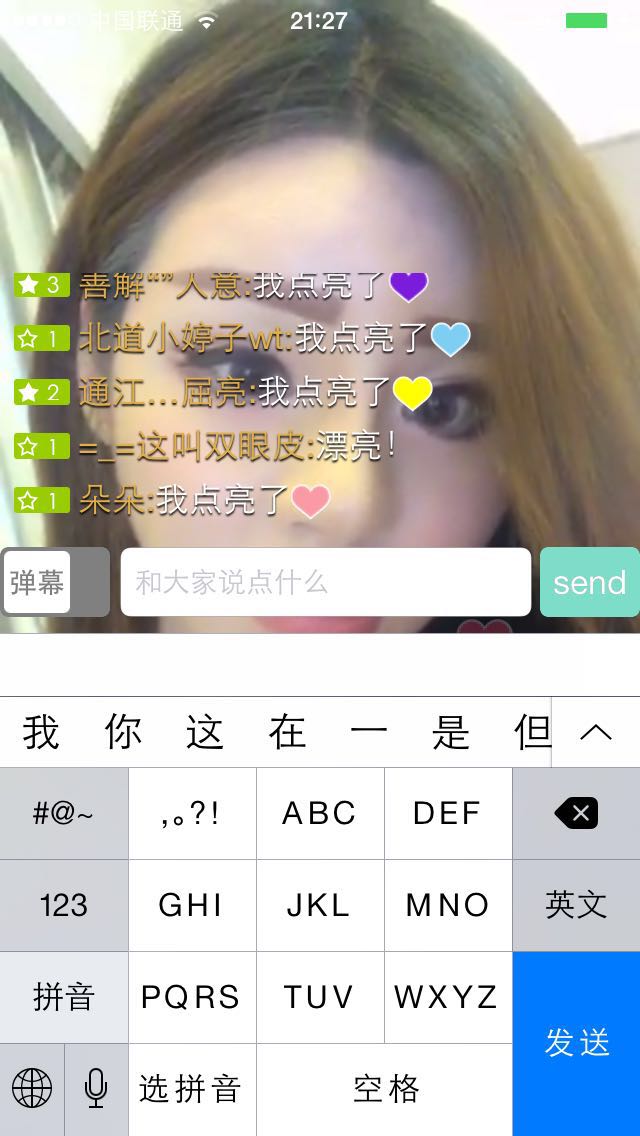 中国联通 21:27
3 善解“”人意:我点亮了
1 北道小婷子wt:我点亮了
2 通江...屈亮:我点亮了
1 =_=这叫双眼皮:漂亮!
1 朵朵:我点亮了
弹幕 和大家说点什么 send
我 你 这 在 一 是 但
#@~ ,。?! ABC DEF
123 GHI JKL MNO 英文
拼音 PQRS TUV WXYZ 发送
选拼音 空格